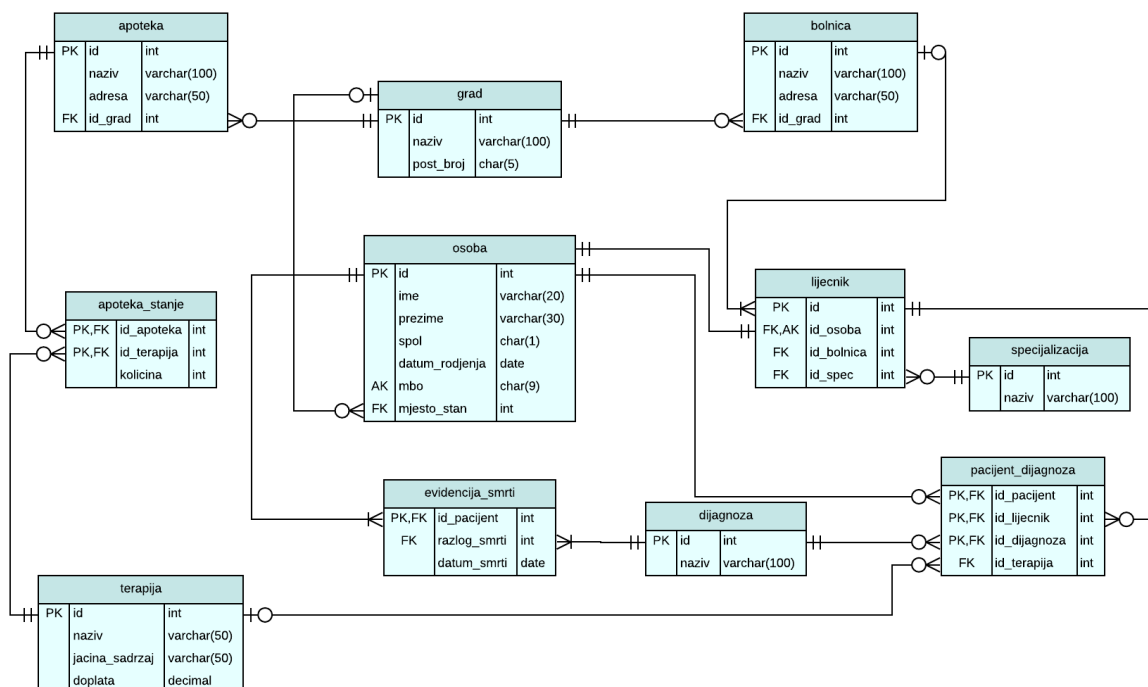 apoteka
PK id int
naziv varchar(100)
adresa varchar(50)
FK id_grad int
bolnica
PK id int
naziv varchar(100)
adresa varchar(50)
FK id_grad int
grad
PK id int
naziv varchar(100)
post_broj char(5)
osoba
PK id int
ime varchar(20)
prezime varchar(30)
spol char(1)
datum_rodjenja date
AK mbo char(9)
FK mjesto_stan int
lijecnik
PK id int
FK,AK id_osoba int
FK id_bolnica int
FK id_spec int
apoteka_stanje
PK,FK id_apoteka int
PK,FK id_terapija int
kolicina int
specijalizacija
PK id int
naziv varchar(100)
evidencija_smrti
PK,FK id_pacijent int
FK razlog_smrti int
datum_smrti date
dijagnoza
PK id int
naziv varchar(100)
pacijent_dijagnoza
PK,FK id_pacijent int
PK,FK id_lijecnik int
PK,FK id_dijagnoza int
FK id_terapija int
terapija
PK id int
naziv varchar(50)
jacina_sadrzaj varchar(50)
doplata decimal